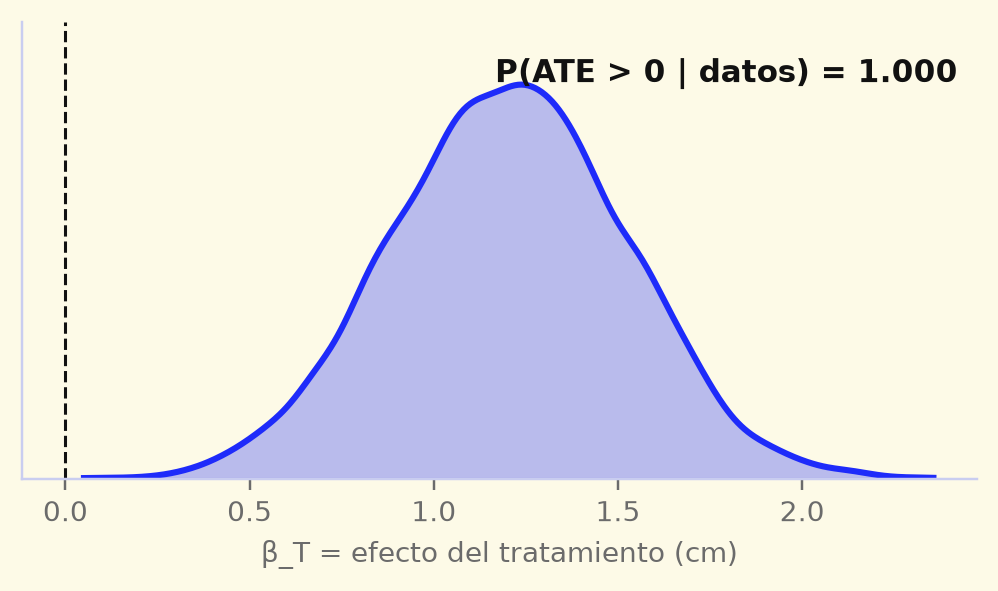 P(ATE > 0 | datos) = 1.000
0.0 0.5 1.0 1.5 2.0
β_T = efecto del tratamiento (cm)